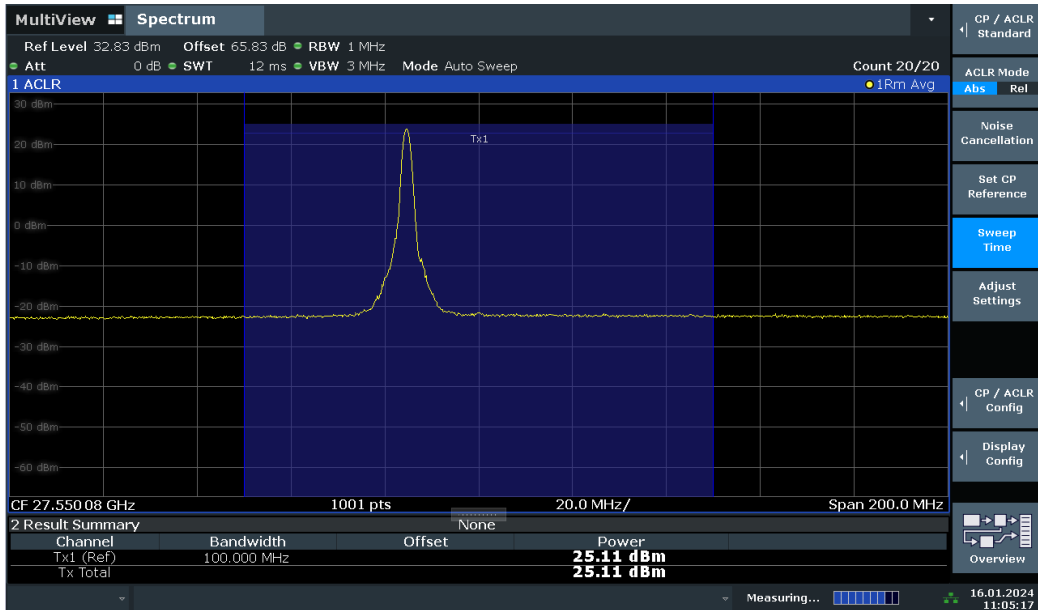 MultiView Spectrum
Ref Level 32.83 dBm Offset 65.83 dB RBW 1 MHz
Att 0 dB SWT 12 ms VBW 3 MHz Mode Auto Sweep Count 20/20
1 ACLR 1Rm Avg
30 dBm
Tx1
20 dBm
10 dBm
0 dBm
-10 dBm
-20 dBm
-30 dBm
-40 dBm
-50 dBm
-60 dBm
CF 27.550 08 GHz 1001 pts 20.0 MHz/ Span 200.0 MHz
2 Result Summary None
Channel Bandwidth Offset Power
Tx1 (Ref) 100.000 MHz 25.11 dBm
Tx Total 25.11 dBm
Measuring...
16.01.2024
11:05:17
CP / ACLR
Standard
ACLR Mode
Abs Rel
Noise
Cancellation
Set CP
Reference
Sweep
Time
Adjust
Settings
CP / ACLR
Config
Display
Config
Overview